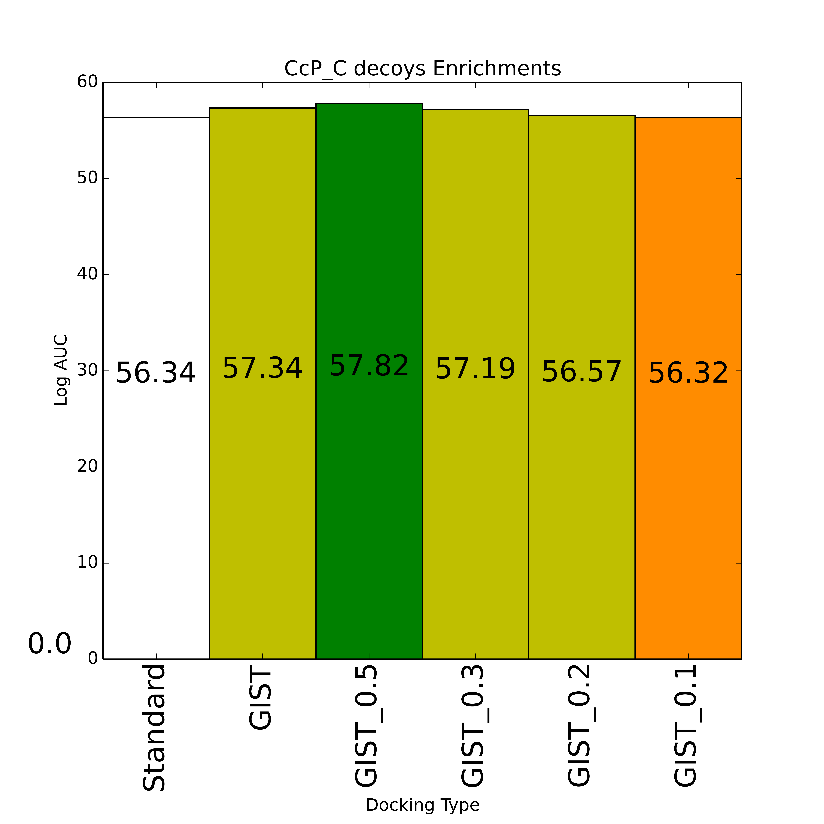 CcP_C decoys Enrichments
60
50
40
30
20
10
0
0.0
Log AUC
56.34
57.34
57.82
57.19
56.57
56.32
Standard
GIST
GIST_0.5
GIST_0.3
GIST_0.2
GIST_0.1
Docking Type